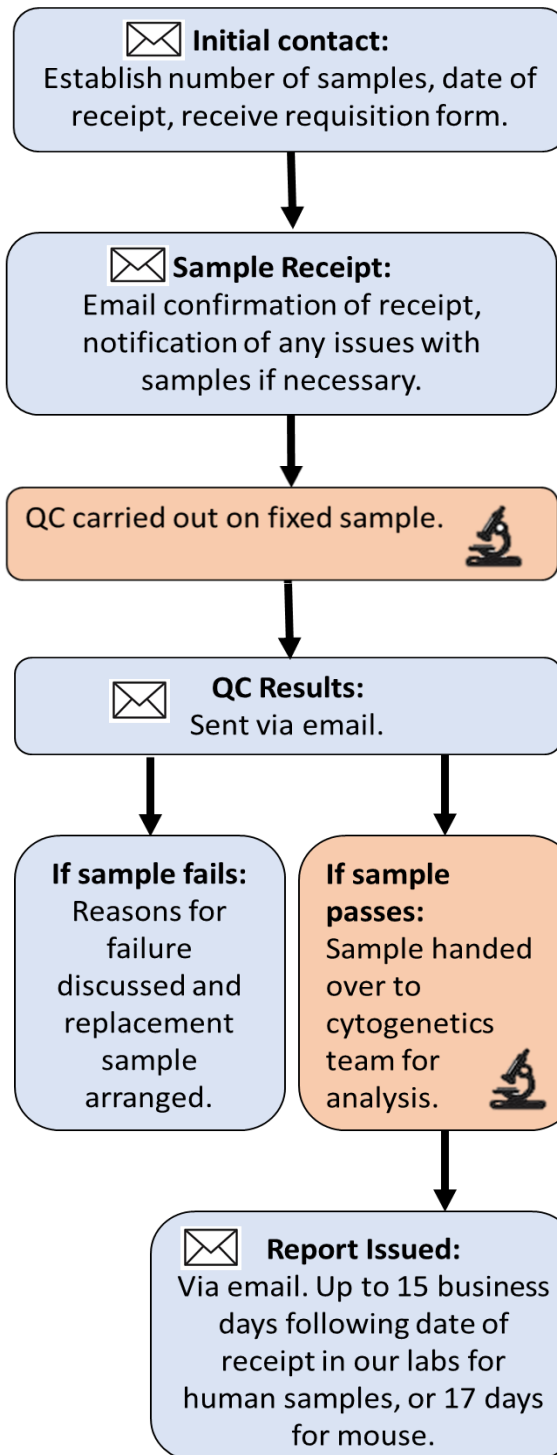 Initial contact:
Establish number of samples, date of
receipt, receive requisition form.
Sample Receipt:
Email confirmation of receipt,
notification of any issues with
samples if necessary.
QC carried out on fixed sample.
QC Results:
Sent via email.
If sample fails:
Reasons for
failure
discussed and
replacement
sample
arranged.
If sample
passes:
Sample handed
over to
cytogenetics
team for
analysis.
Report Issued:
Via email. Up to 15 business
days following date of
receipt in our labs for
human samples, or 17 days
for mouse.